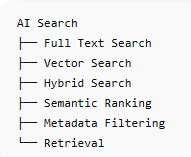 AI Search
├── Full Text Search
├── Vector Search
├── Hybrid Search
├── Semantic Ranking
├── Metadata Filtering
└── Retrieval